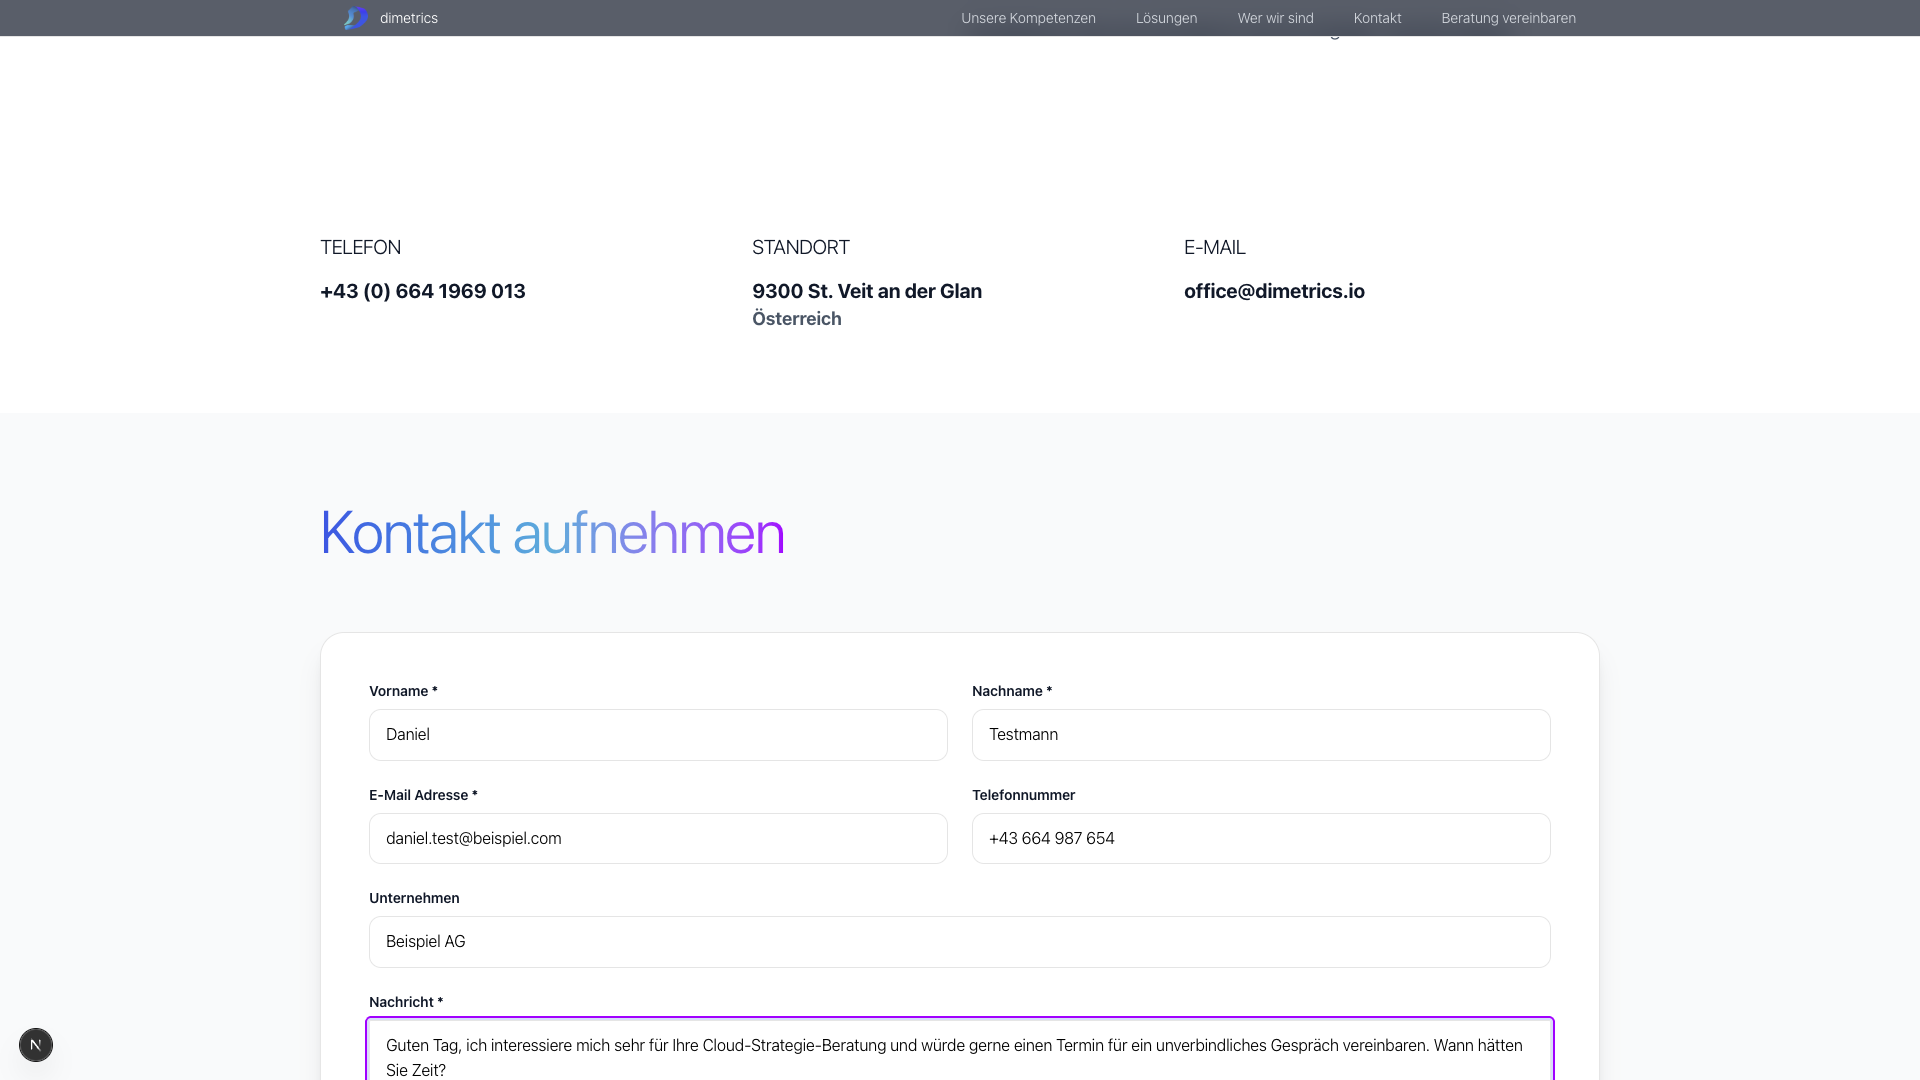 dimetrics
Unsere Kompetenzen
Lösungen
Wer wir sind
Kontakt
Beratung vereinbaren
TELEFON
+43 (0) 664 1969 013
STANDORT
9300 St. Veit an der Glan
Österreich
E-MAIL
office@dimetrics.io
Kontakt aufnehmen
Vorname *
Daniel
Nachname *
Testmann
E-Mail Adresse *
daniel.test@beispiel.com
Telefonnummer
+43 664 987 654
Unternehmen
Beispiel AG
Nachricht *
Guten Tag, ich interessiere mich sehr für Ihre Cloud-Strategie-Beratung und würde gerne einen Termin für ein unverbindliches Gespräch vereinbaren. Wann hätten
Sie Zeit?
N